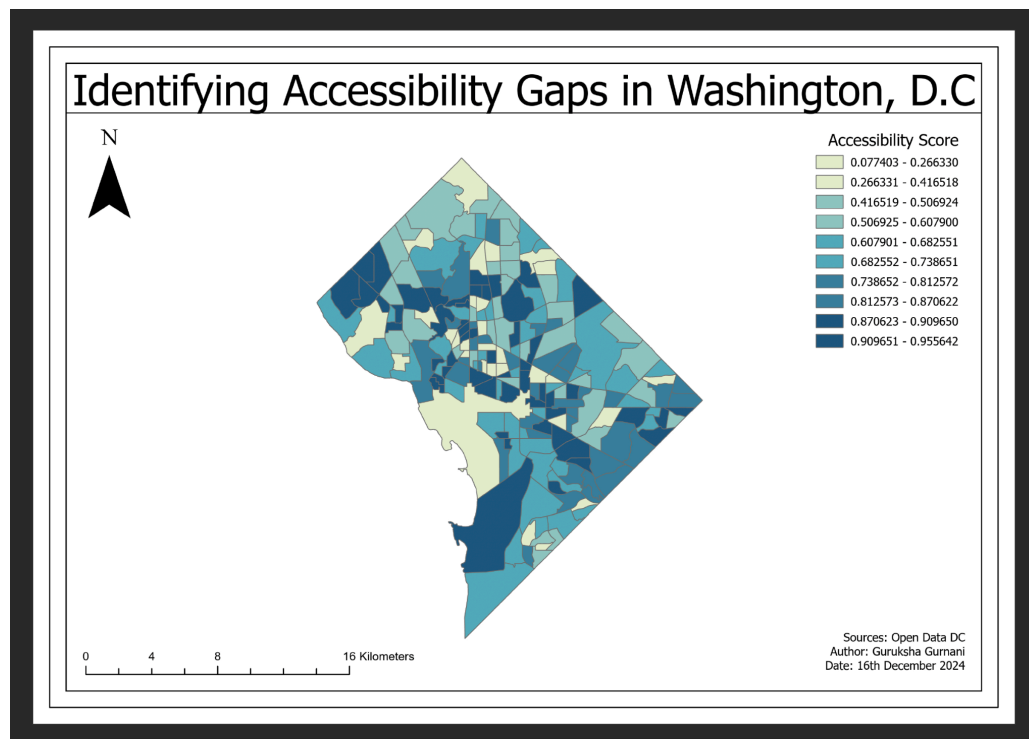 Identifying Accessibility Gaps in Washington, D.C
N
Accessibility Score
0.077403 - 0.266330
0.266331 - 0.416518
0.416519 - 0.506924
0.506925 - 0.607900
0.607901 - 0.682551
0.682552 - 0.738651
0.738652 - 0.812572
0.812573 - 0.870622
0.870623 - 0.909650
0.909651 - 0.955642
0 4 8 16 Kilometers
Sources: Open Data DC
Author: Guruksha Gurnani
Date: 16th December 2024